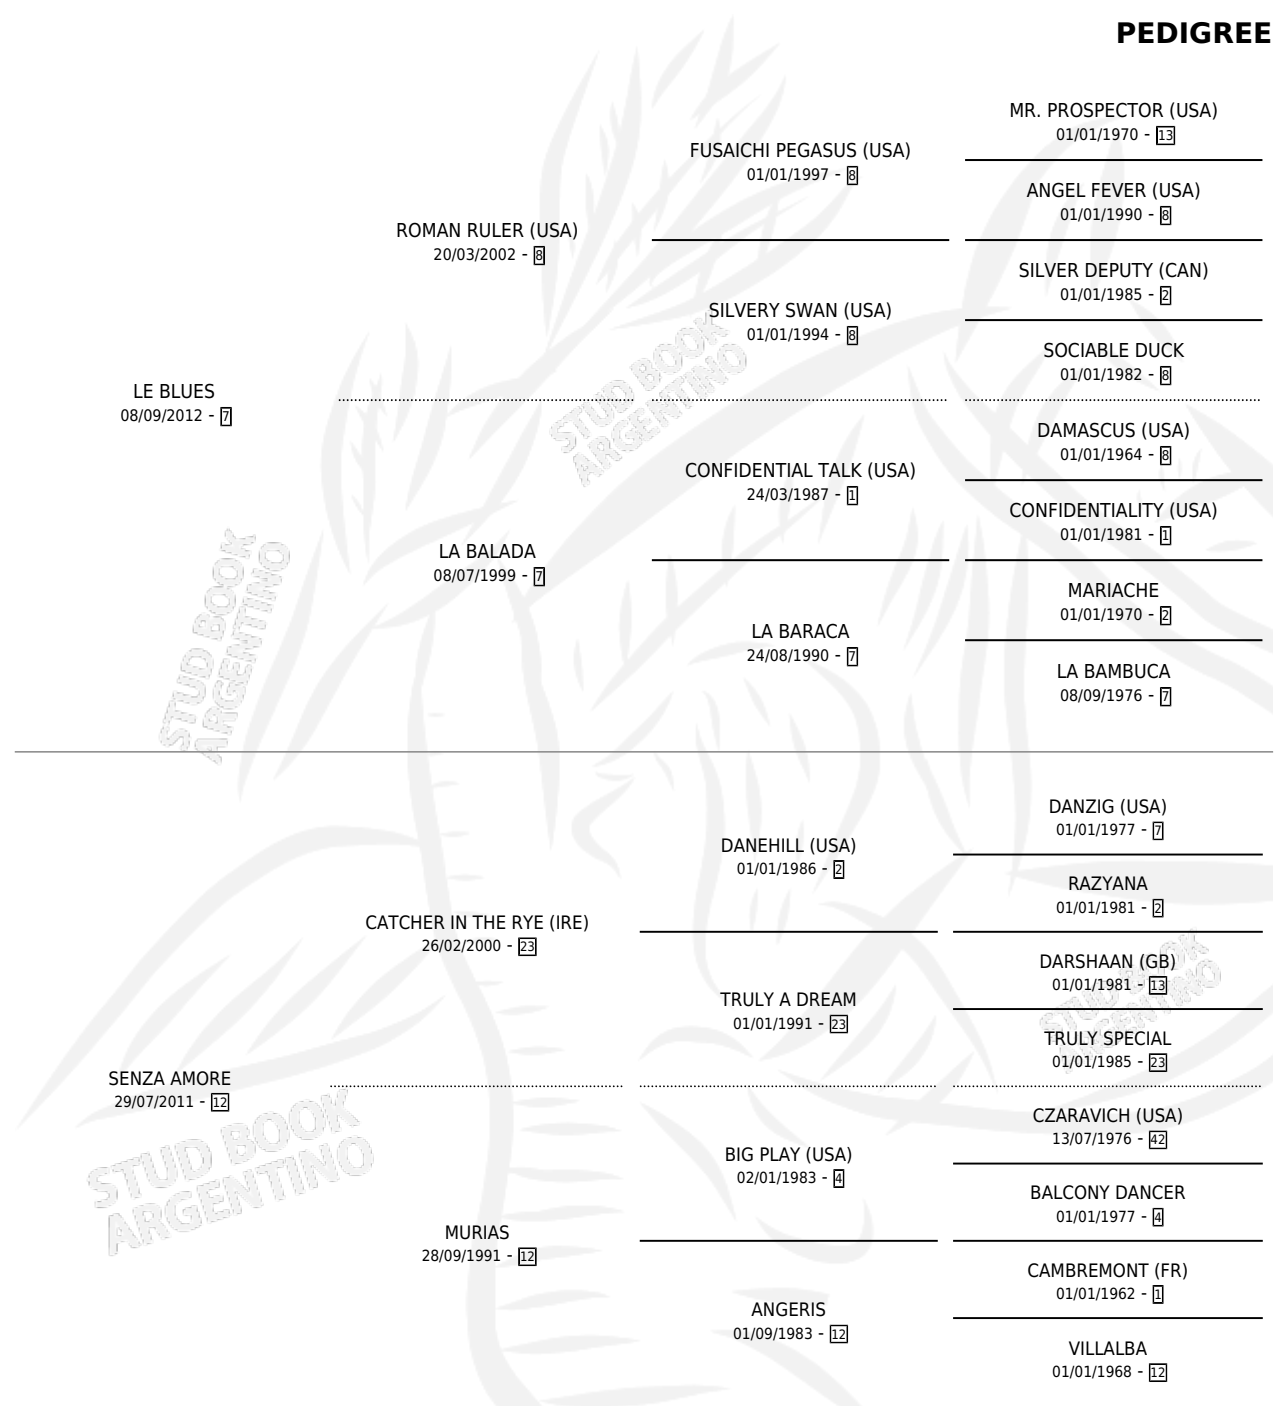 PEDIGREE
MR. PROSPECTOR (USA)
01/01/1970 - 13
FUSAICHI PEGASUS (USA)
01/01/1997 - 8
ANGEL FEVER (USA)
01/01/1990 - 8
ROMAN RULER (USA)
20/03/2002 - 8
SILVER DEPUTY (CAN)
01/01/1985 - 2
SILVERY SWAN (USA)
01/01/1994 - 8
SOCIABLE DUCK
01/01/1982 - 8
LE BLUES
08/09/2012 - 7
STUD BOOK
ARGENTINO
DAMASCUS (USA)
01/01/1964 - 8
CONFIDENTIAL TALK (USA)
24/03/1987 - 1
CONFIDENTIALITY (USA)
01/01/1981 - 1
LA BALADA
08/07/1999 - 7
MARIACHE
01/01/1970 - 2
LA BARACA
24/08/1990 - 7
LA BAMBUCA
08/09/1976 - 7
STUD BOOK
ARGENTINO
DANZIG (USA)
01/01/1977 - 7
DANEHILL (USA)
01/01/1986 - 2
RAZYANA
01/01/1981 - 2
CATCHER IN THE RYE (IRE)
26/02/2000 - 23
DARSHAAN (GB)
01/01/1981 - 13
TRULY A DREAM
01/01/1991 - 23
STUD BOOK
ARGENTINO
TRULY SPECIAL
01/01/1985 - 23
SENZA AMORE
29/07/2011 - 12
CZARAVICH (USA)
13/07/1976 - 42
BIG PLAY (USA)
02/01/1983 - 4
STUD BOOK
ARGENTINO
BALCONY DANCER
01/01/1977 - 4
MURIAS
28/09/1991 - 12
CAMBREMONT (FR)
01/01/1962 - 1
ANGERIS
01/09/1983 - 12
VILLALBA
01/01/1968 - 12